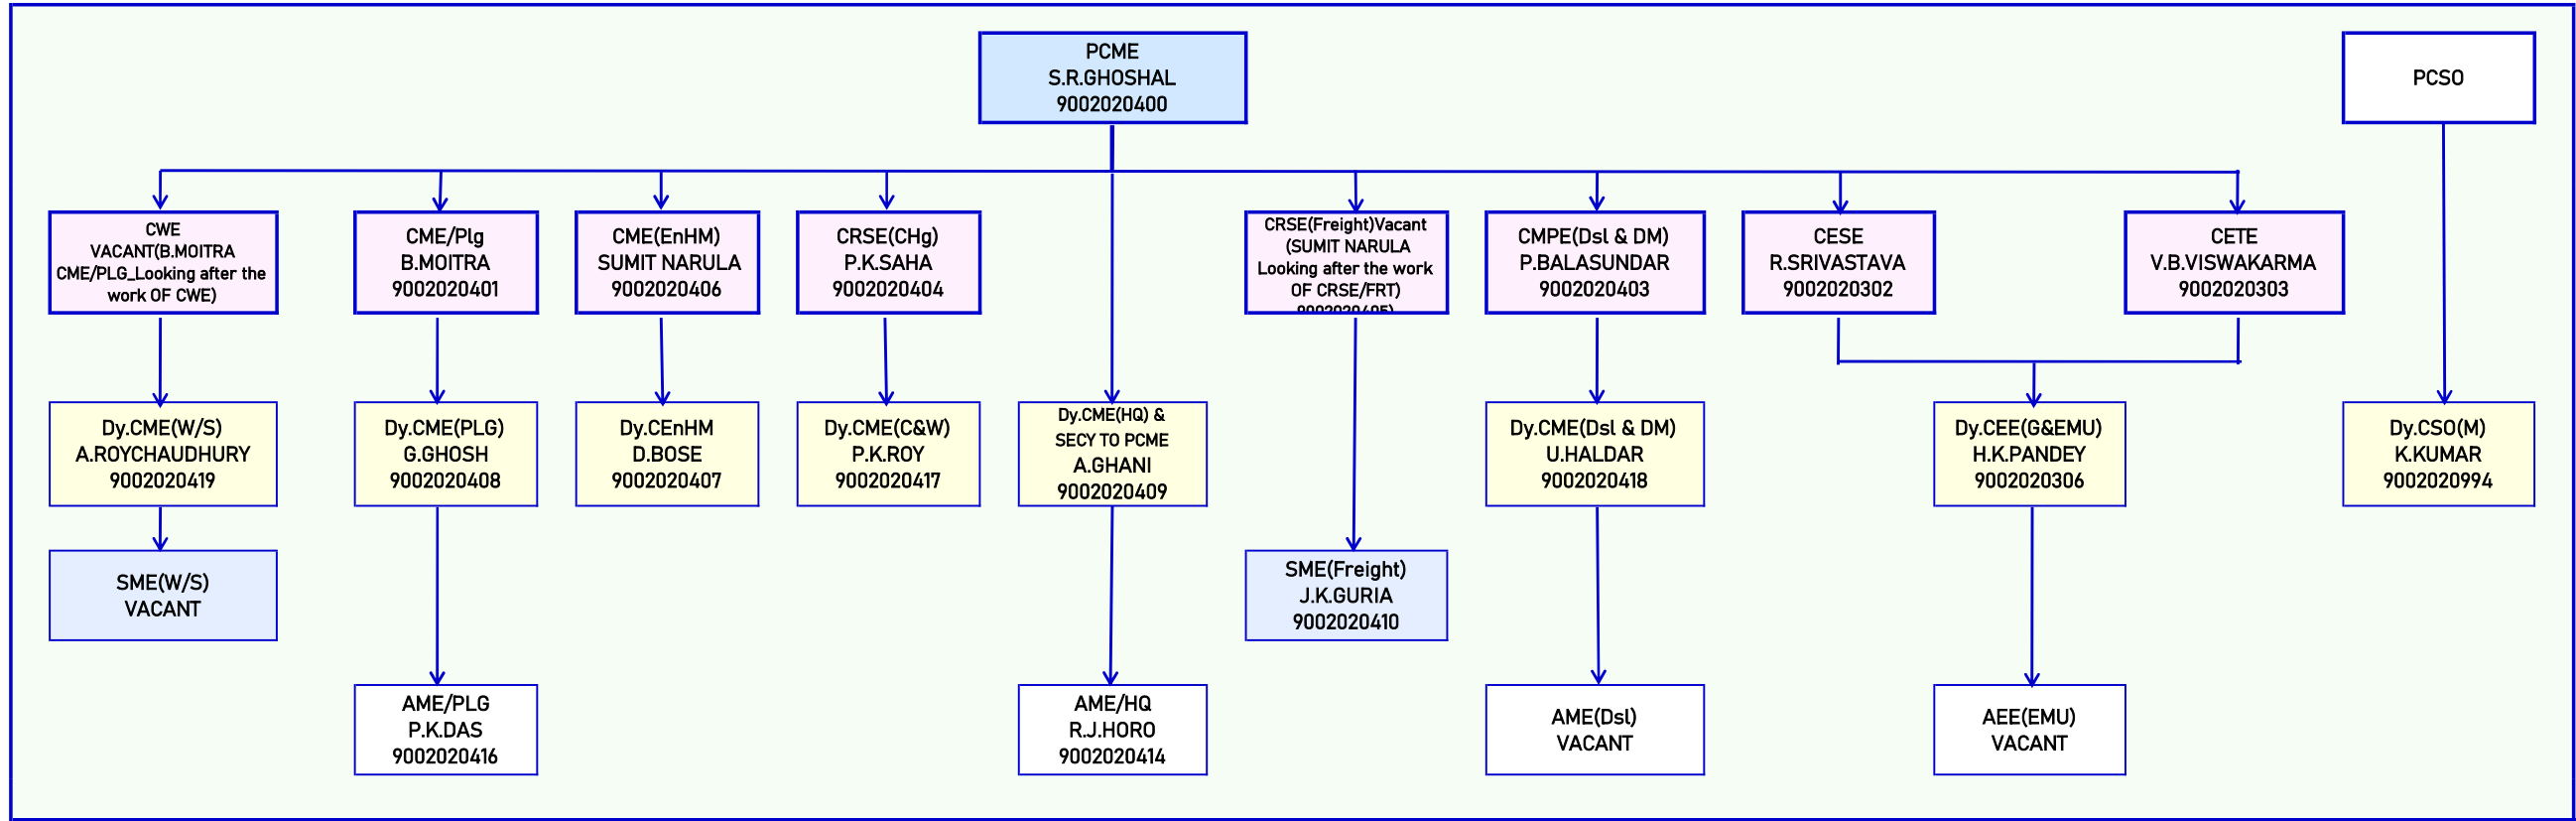 PCME
S.R.GHOSHAL
9002020400
PCSO
CWE
VACANT(B.MOITRA
CME/PLG_Looking after the
work OF CWE)
CME/Plg
B.MOITRA
9002020401
CME(EnHM)
SUMIT NARULA
9002020406
CRSE(CHg)
P.K.SAHA
9002020404
CRSE(Freight)Vacant
(SUMIT NARULA
Looking after the work
OF CRSE/FRT)
9002020405)
CMPE(Dsl & DM)
P.BALASUNDAR
9002020403
CESE
R.SRIVASTAVA
9002020302
CETE
V.B.VISWAKARMA
9002020303
Dy.CME(W/S)
A.ROYCHAUDHURY
9002020419
Dy.CME(PLG)
G.GHOSH
9002020408
Dy.CEnHM
D.BOSE
9002020407
Dy.CME(C&W)
P.K.ROY
9002020417
Dy.CME(HQ) &
SECY TO PCME
A.GHANI
9002020409
Dy.CME(Dsl & DM)
U.HALDAR
9002020418
Dy.CEE(G&EMU)
H.K.PANDEY
9002020306
Dy.CSO(M)
K.KUMAR
9002020994
SME(W/S)
VACANT
SME(Freight)
J.K.GURIA
9002020410
AME/PLG
P.K.DAS
9002020416
AME/HQ
R.J.HORO
9002020414
AME(Dsl)
VACANT
AEE(EMU)
VACANT